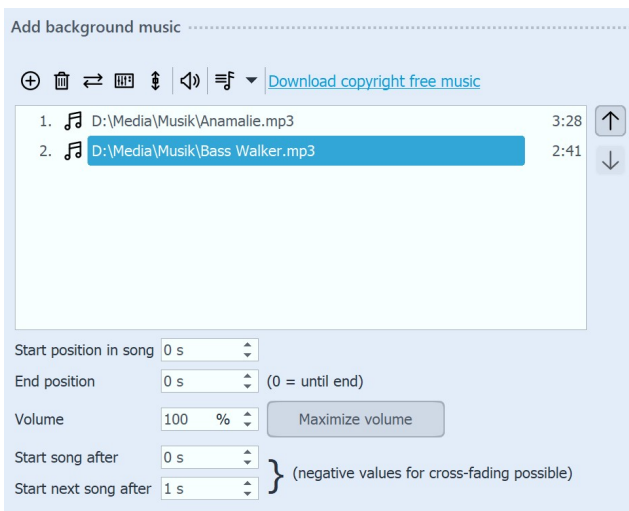 Add background music
Download copyright free music
1. D:\Media\Musik\Anamalie.mp3 3:28
2. D:\Media\Musik\Bass Walker.mp3 2:41
Start position in song 0 s
End position 0 s (0 = until end)
Volume 100 % Maximize volume
Start song after 0 s
(negative values for cross-fading possible)
Start next song after 1 s